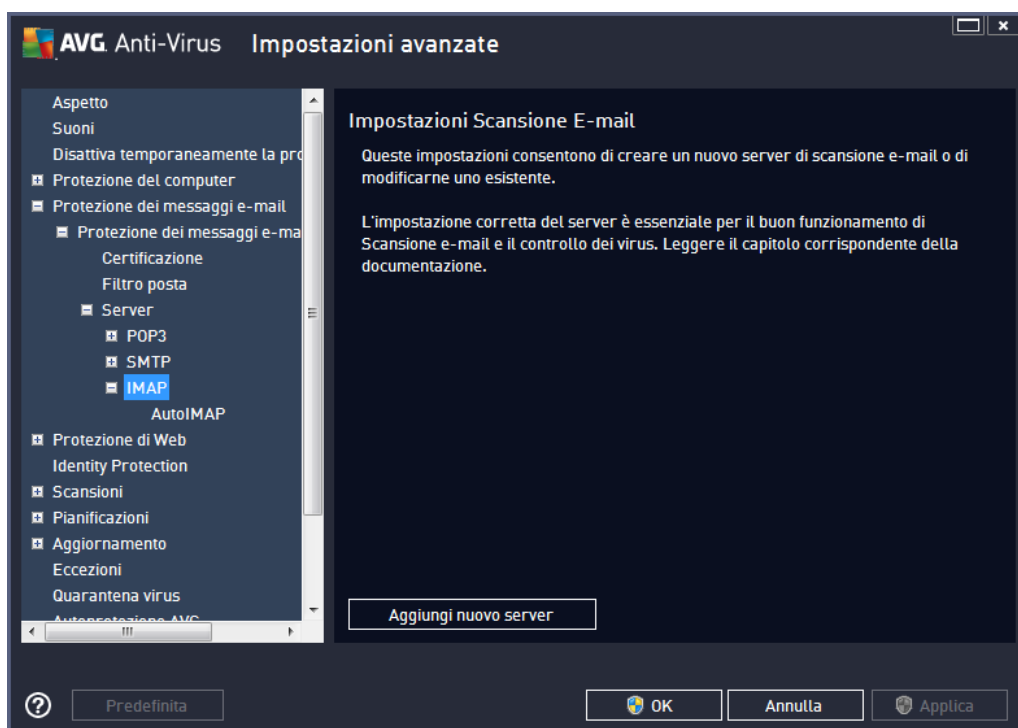 AVG Anti-Virus Impostazioni avanzate
Aspetto
Suoni
Disattiva temporaneamente la pro
Protezione del computer
Protezione dei messaggi e-mail
Protezione dei messaggi e-ma
Certificazione
Filtro posta
Server
POP3
SMTP
IMAP
AutoIMAP
Protezione di Web
Identity Protection
Scansioni
Pianificazioni
Aggiornamento
Eccezioni
Quarantena virus
Autoprotezione AVG
Impostazioni Scansione E-mail
Queste impostazioni consentono di creare un nuovo server di scansione e-mail o di
modificarne uno esistente.
L'impostazione corretta del server è essenziale per il buon funzionamento di
Scansione e-mail e il controllo dei virus. Leggere il capitolo corrispondente della
documentazione.
Aggiungi nuovo server
Predefinita
OK
Annulla
Applica